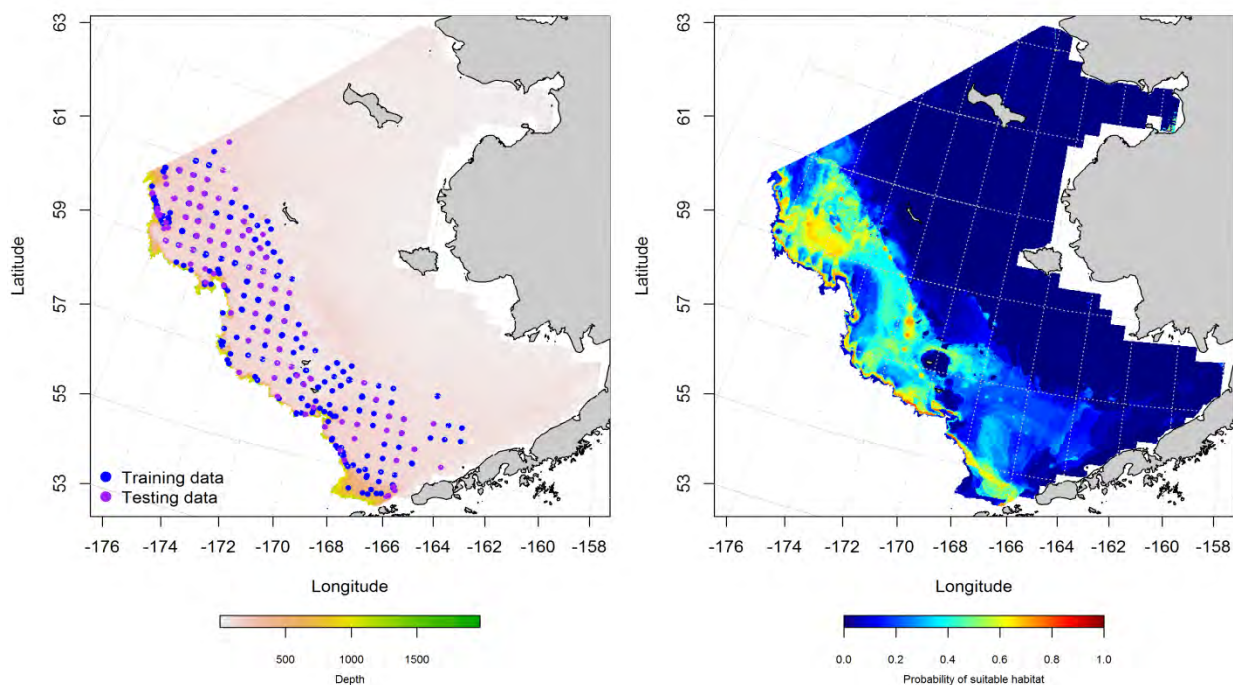 63
61
59
57
55
53
Latitude
Training data
Testing data
-176 -174 -172 -170 -168 -166 -164 -162 -160 -158
Longitude
500 1000 1500
Depth
63
61
59
57
55
53
Latitude
-176 -174 -172 -170 -168 -166 -164 -162 -160 -158
Longitude
0.0 0.2 0.4 0.6 0.8 1.0
Probability of suitable habitat